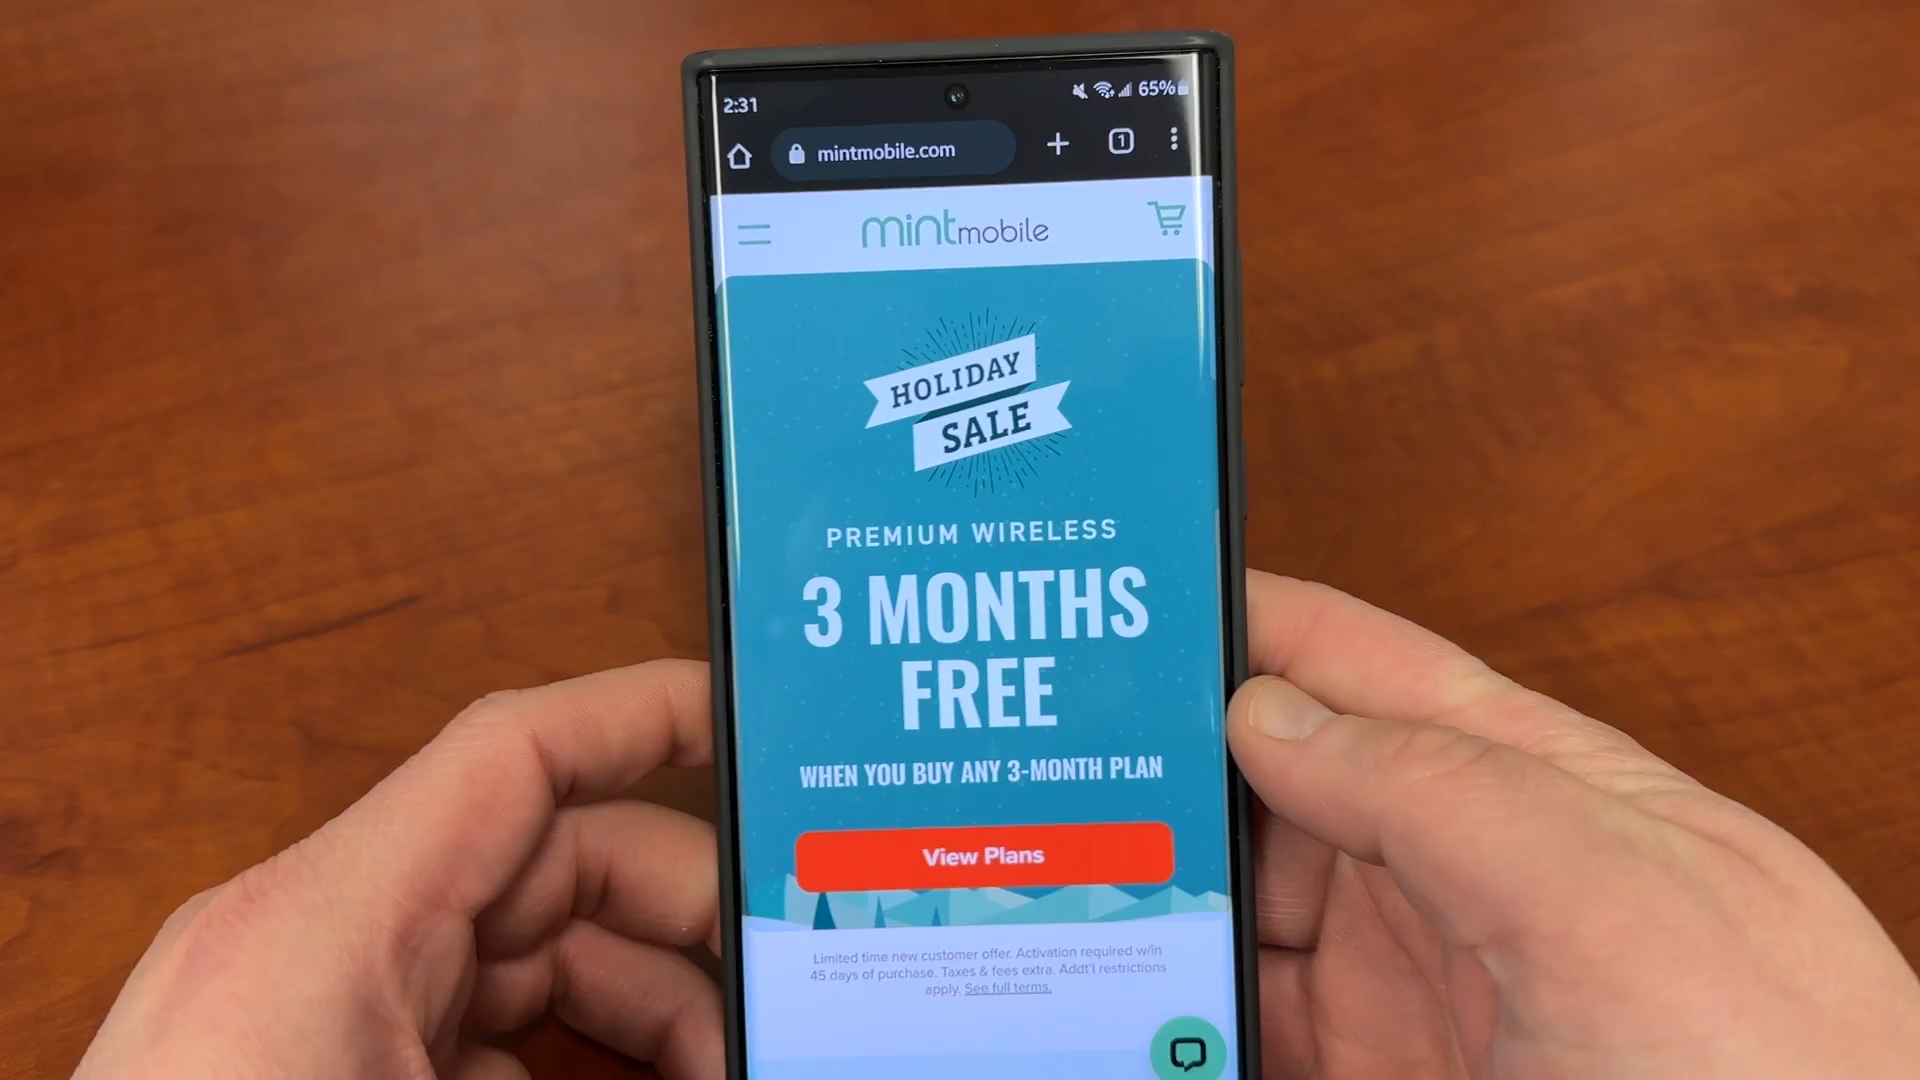 2:31
65%
mintmobile.com
1
mintmobile
HOLIDAY
SALE
PREMIUM WIRELESS
3 MONTHS
FREE
WHEN YOU BUY ANY 3-MONTH PLAN
View Plans
Limited time new customer offer. Activation required w/in
45 days of purchase. Taxes & fees extra. Addt'l restrictions
apply. See full terms.